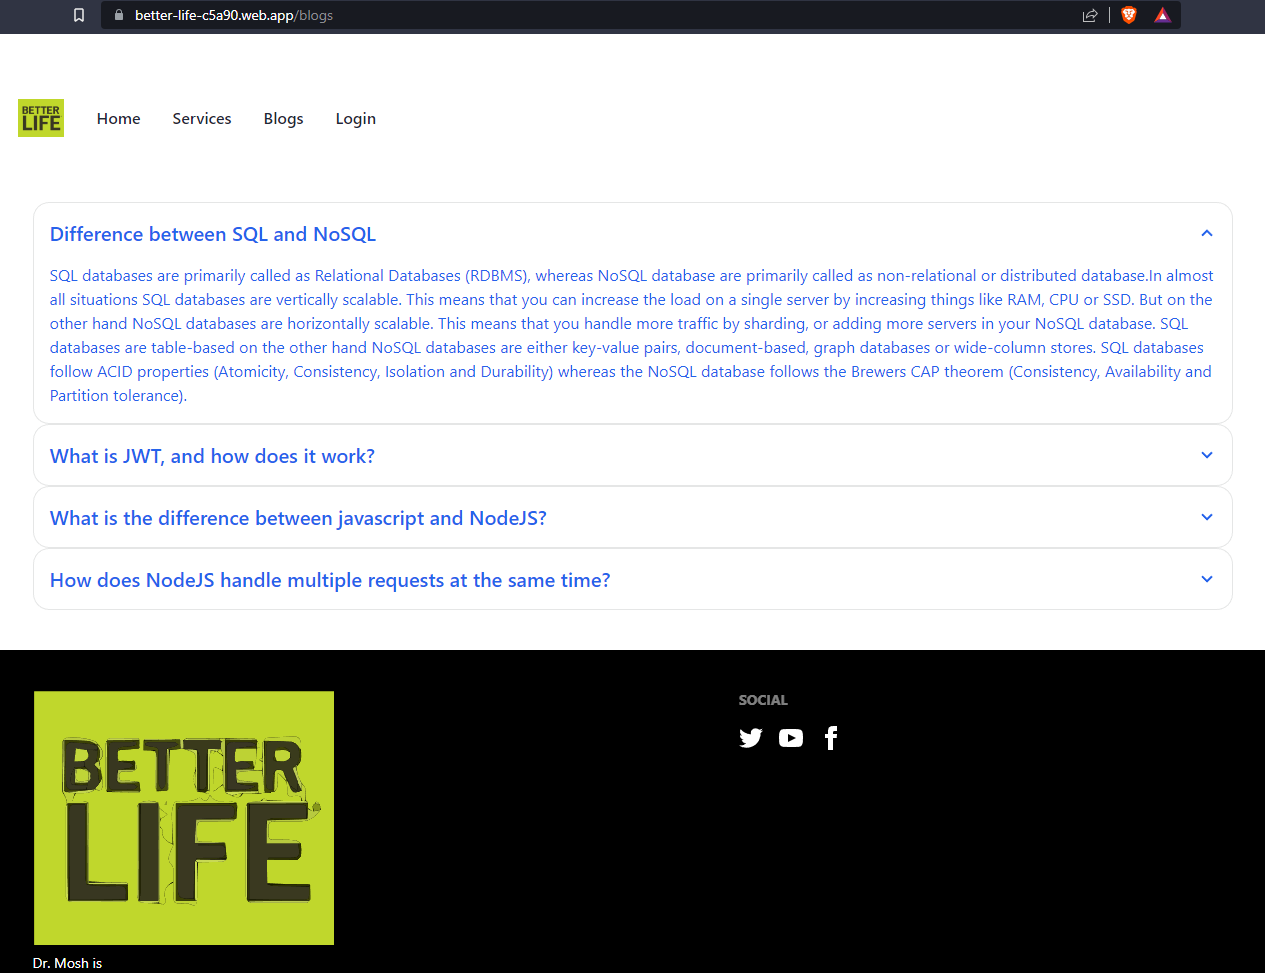 better-life-c5a90.web.app/blogs
BETTER
LIFE
Home Services Blogs Login
Difference between SQL and NoSQL
SQL databases are primarily called as Relational Databases (RDBMS), whereas NoSQL database are primarily called as non-relational or distributed database.In almost
all situations SQL databases are vertically scalable. This means that you can increase the load on a single server by increasing things like RAM, CPU or SSD. But on the
other hand NoSQL databases are horizontally scalable. This means that you handle more traffic by sharding, or adding more servers in your NoSQL database. SQL
databases are table-based on the other hand NoSQL databases are either key-value pairs, document-based, graph databases or wide-column stores. SQL databases
follow ACID properties (Atomicity, Consistency, Isolation and Durability) whereas the NoSQL database follows the Brewers CAP theorem (Consistency, Availability and
Partition tolerance).
What is JWT, and how does it work?
What is the difference between javascript and NodeJS?
How does NodeJS handle multiple requests at the same time?
BETTER
LIFE
SOCIAL
Dr. Mosh is